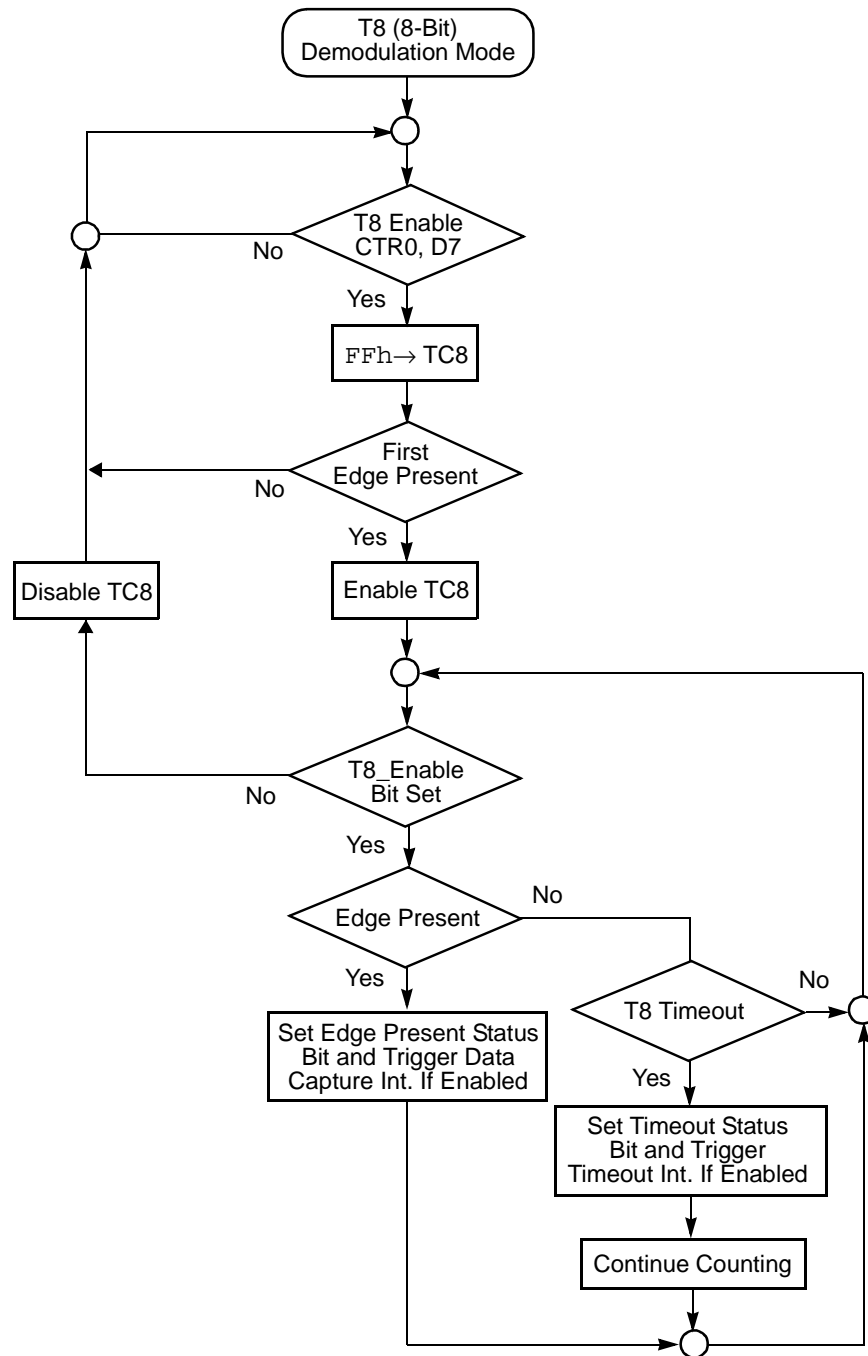 T8 (8-Bit)
Demodulation Mode
T8 Enable
CTR0, D7
No
Yes
FFh→ TC8
First
Edge Present
No
Yes
Disable TC8
Enable TC8
T8_Enable
Bit Set
No
Yes
Edge Present
No
Yes
T8 Timeout
No
Set Edge Present Status
Bit and Trigger Data
Capture Int. If Enabled
Yes
Set Timeout Status
Bit and Trigger
Timeout Int. If Enabled
Continue Counting